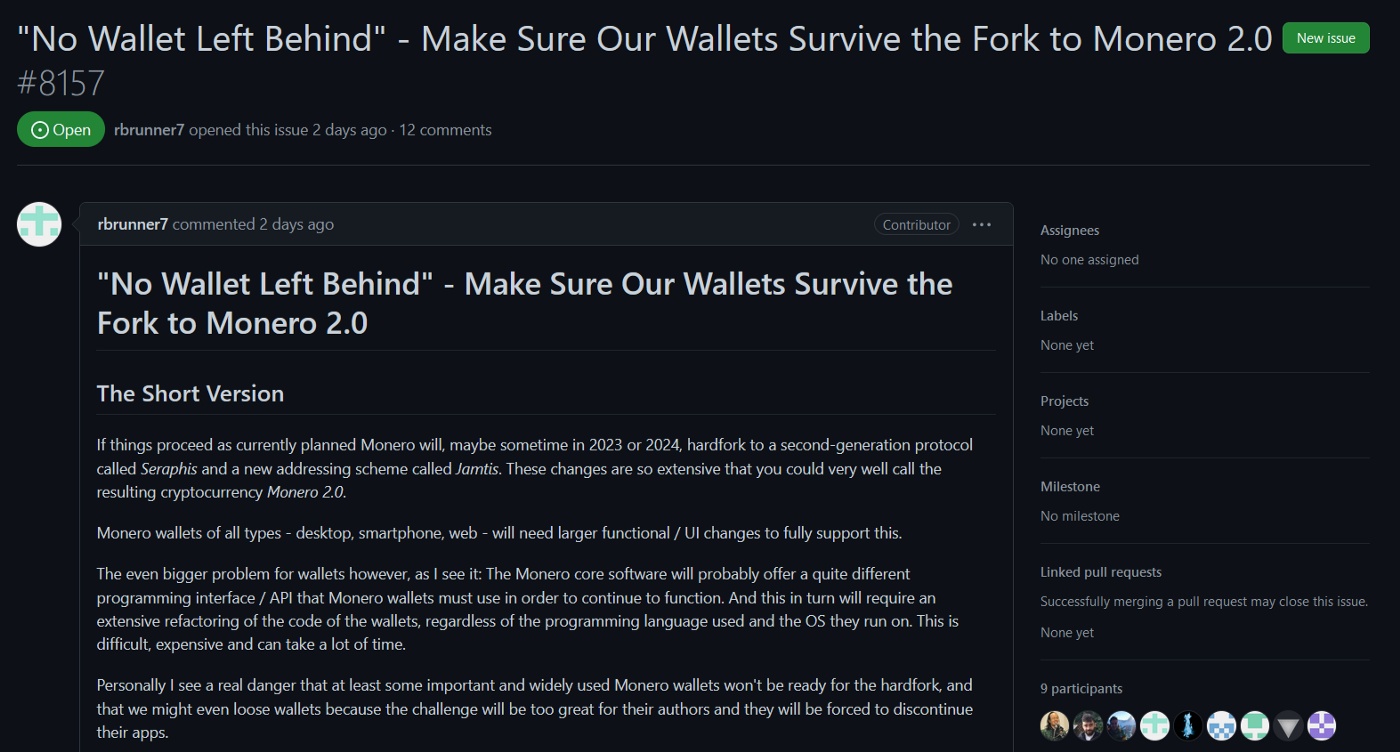 "No Wallet Left Behind" - Make Sure Our Wallets Survive the Fork to Monero 2.0
#8157
New issue
Open
rbrunner7 opened this issue 2 days ago · 12 comments
rbrunner7 commented 2 days ago
Contributor
"No Wallet Left Behind" - Make Sure Our Wallets Survive the
Fork to Monero 2.0
The Short Version
If things proceed as currently planned Monero will, maybe sometime in 2023 or 2024, hardfork to a second-generation protocol
called Seraphis and a new addressing scheme called Jamtis. These changes are so extensive that you could very well call the
resulting cryptocurrency Monero 2.0.
Monero wallets of all types - desktop, smartphone, web - will need larger functional / UI changes to fully support this.
The even bigger problem for wallets however, as I see it: The Monero core software will probably offer a quite different
programming interface / API that Monero wallets must use in order to continue to function. And this in turn will require an
extensive refactoring of the code of the wallets, regardless of the programming language used and the OS they run on. This is
difficult, expensive and can take a lot of time.
Personally I see a real danger that at least some important and widely used Monero wallets won't be ready for the hardfork, and
that we might even loose wallets because the challenge will be too great for their authors and they will be forced to discontinue
their apps.
Assignees
No one assigned
Labels
None yet
Projects
None yet
Milestone
No milestone
Linked pull requests
Successfully merging a pull request may close this issue.
None yet
9 participants